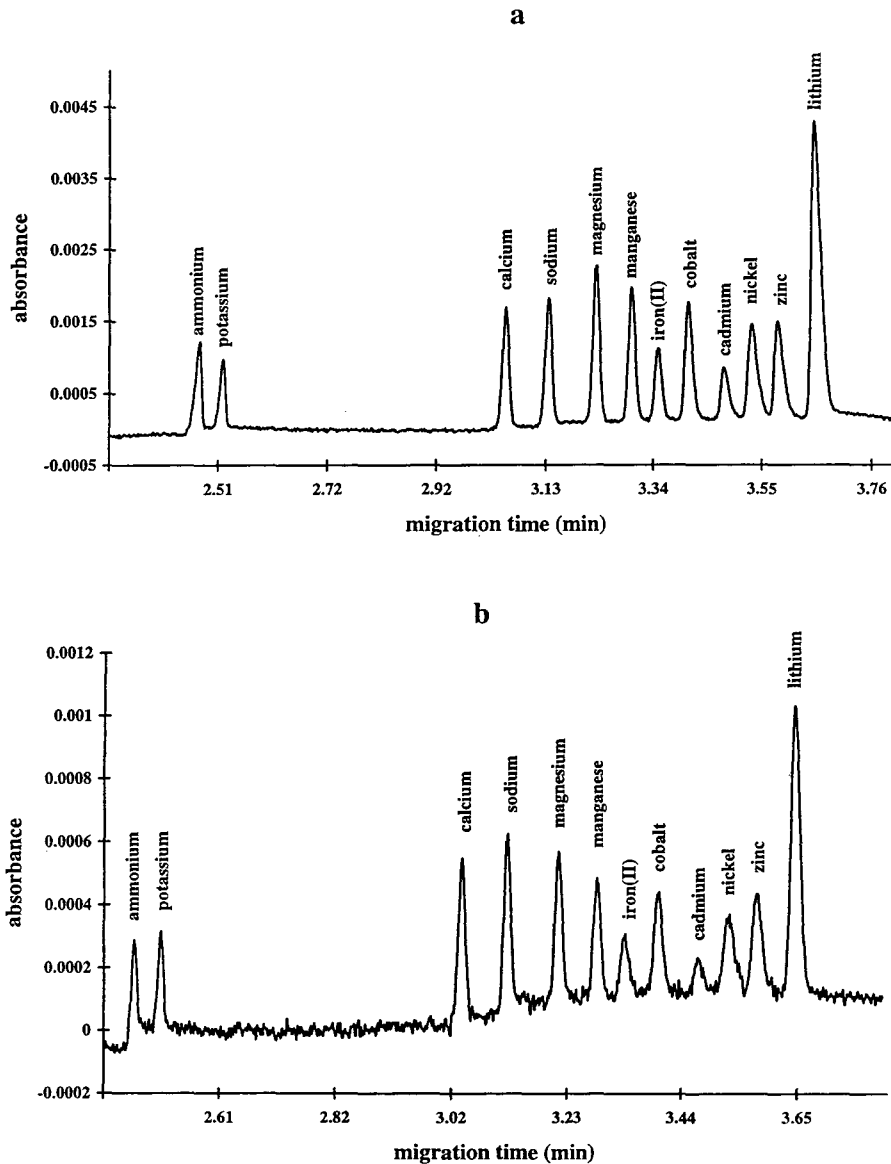 a
0.0045
0.0035
0.0025
0.0015
0.0005
-0.0005
absorbance
ammonium
potassium
calcium
sodium
magnesium
manganese
iron(II)
cobalt
cadmium
nickel
zinc
lithium
2.51 2.72 2.92 3.13 3.34 3.55 3.76
migration time (min)
b
0.0012
0.001
0.0008
0.0006
0.0004
0.0002
0
-0.0002
absorbance
ammonium
potassium
calcium
sodium
magnesium
manganese
iron(II)
cobalt
cadmium
nickel
zinc
lithium
2.61 2.82 3.02 3.23 3.44 3.65
migration time (min)